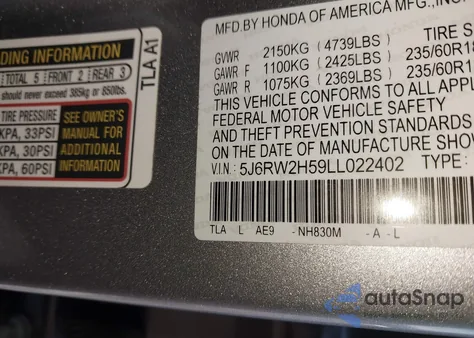 DING INFORMATION
TOTAL 5 FRONT 2 REAR 3
should never exceed 385kg or 850lbs.
TIRE PRESSURE
KPA, 33PSI
KPA, 30PSI
KPA, 60PSI
SEE OWNER'S
MANUAL FOR
ADDITIONAL
INFORMATION
TLA A1
MFD.BY HONDA OF AMERICA MFG.,INC
TIRE S
GVWR 2150KG (4739LBS)
GAWR F 1100KG (2425LBS) 235/60R18
GAWR R 1075KG (2369LBS) 235/60R1
THIS VEHICLE CONFORMS TO ALL APPL
FEDERAL MOTOR VEHICLE SAFETY
AND THEFT PREVENTION STANDARDS
ON THE DATE OF MANUFACTURE SHOW
V.I.N.: 5J6RW2H59LL022402 TYPE:
TLA L AE9 -NH830M -A-L
autoSnap